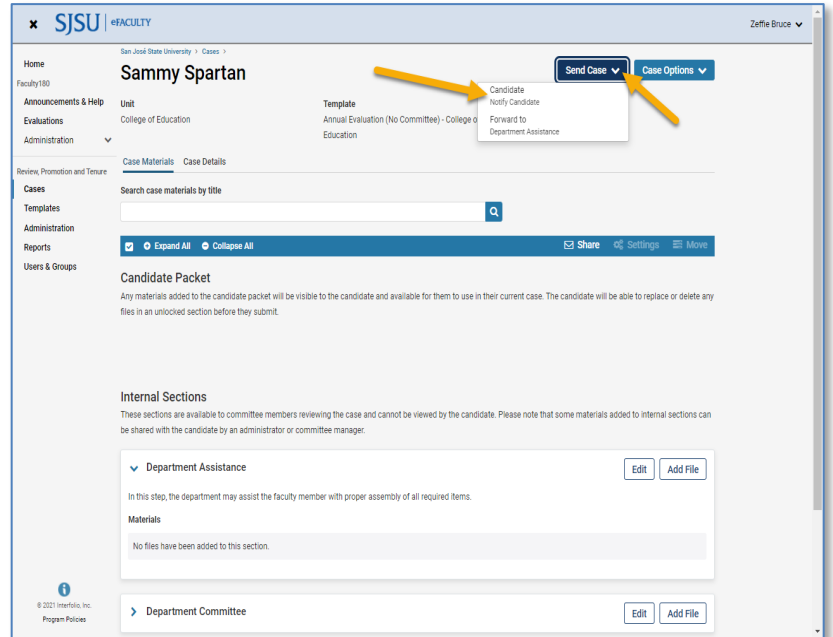 SJSU | eFACULTY
Zeffie Bruce
Home
Faculty180
Announcements & Help
Evaluations
Administration
Review, Promotion and Tenure
Cases
Templates
Administration
Reports
Users & Groups
© 2021 Interfolio, Inc.
Program Policies
San José State University > Cases >
Sammy Spartan
Send Case
Case Options
Candidate
Notify Candidate
Forward to
Department Assistance
Unit
College of Education
Template
Annual Evaluation (No Committee) - College o
Education
Case Materials Case Details
Search case materials by title
Expand All Collapse All Share Settings Move
Candidate Packet
Any materials added to the candidate packet will be visible to the candidate and available for them to use in their current case. The candidate will be able to replace or delete any
files in an unlocked section before they submit.
Internal Sections
These sections are available to committee members reviewing the case and cannot be viewed by the candidate. Please note that some materials added to internal sections can
be shared with the candidate by an administrator or committee manager.
Department Assistance Edit Add File
In this step, the department may assist the faculty member with proper assembly of all required items.
Materials
No files have been added to this section.
Department Committee Edit Add File